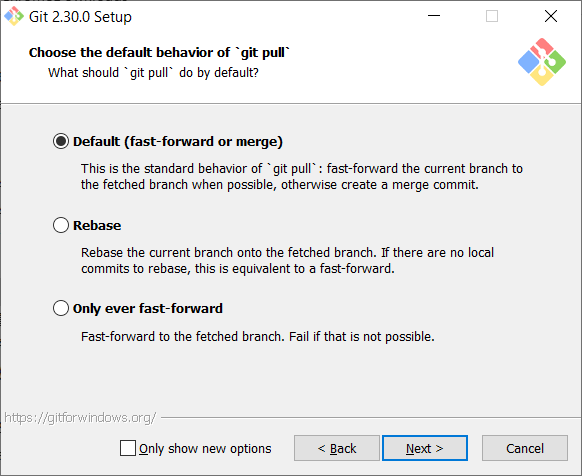 Git 2.30.0 Setup
Choose the default behavior of `git pull`
What should `git pull` do by default?
Default (fast-forward or merge)
This is the standard behavior of `git pull`: fast-forward the current branch to
the fetched branch when possible, otherwise create a merge commit.
Rebase
Rebase the current branch onto the fetched branch. If there are no local
commits to rebase, this is equivalent to a fast-forward.
Only ever fast-forward
Fast-forward to the fetched branch. Fail if that is not possible.
https://gitforwindows.org/
Only show new options
< Back
Next >
Cancel